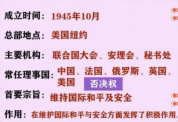 成立时间：1945年10月
总部地点：美国纽约
主要机构：联合国大会、安理会、秘书处
常任理事国：中国、法国、俄罗斯、英国、
美国 否决权
首要宗旨：维持国际和平及安全
作用：在维护国际和平与安全方面发挥了积极作用